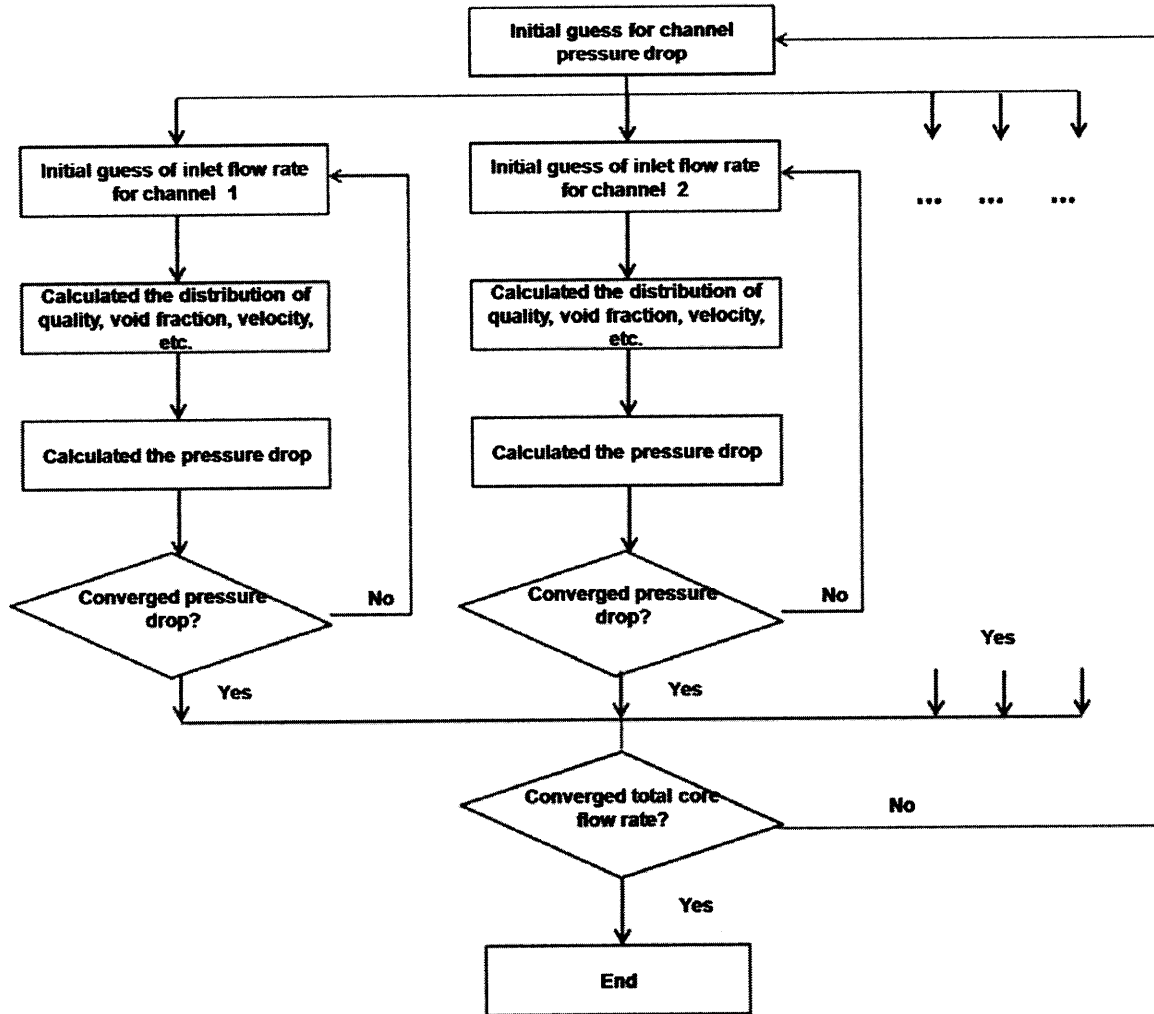 Initial guess for channel
pressure drop
Initial guess of inlet flow rate
for channel 1
Initial guess of inlet flow rate
for channel 2
... ... ...
Calculated the distribution of
quality, void fraction, velocity,
etc.
Calculated the distribution of
quality, void fraction, velocity,
etc.
Calculated the pressure drop
Calculated the pressure drop
Converged pressure
drop?
No
Converged pressure
drop?
No
Yes
Yes
Yes
Converged total core
flow rate?
No
Yes
End